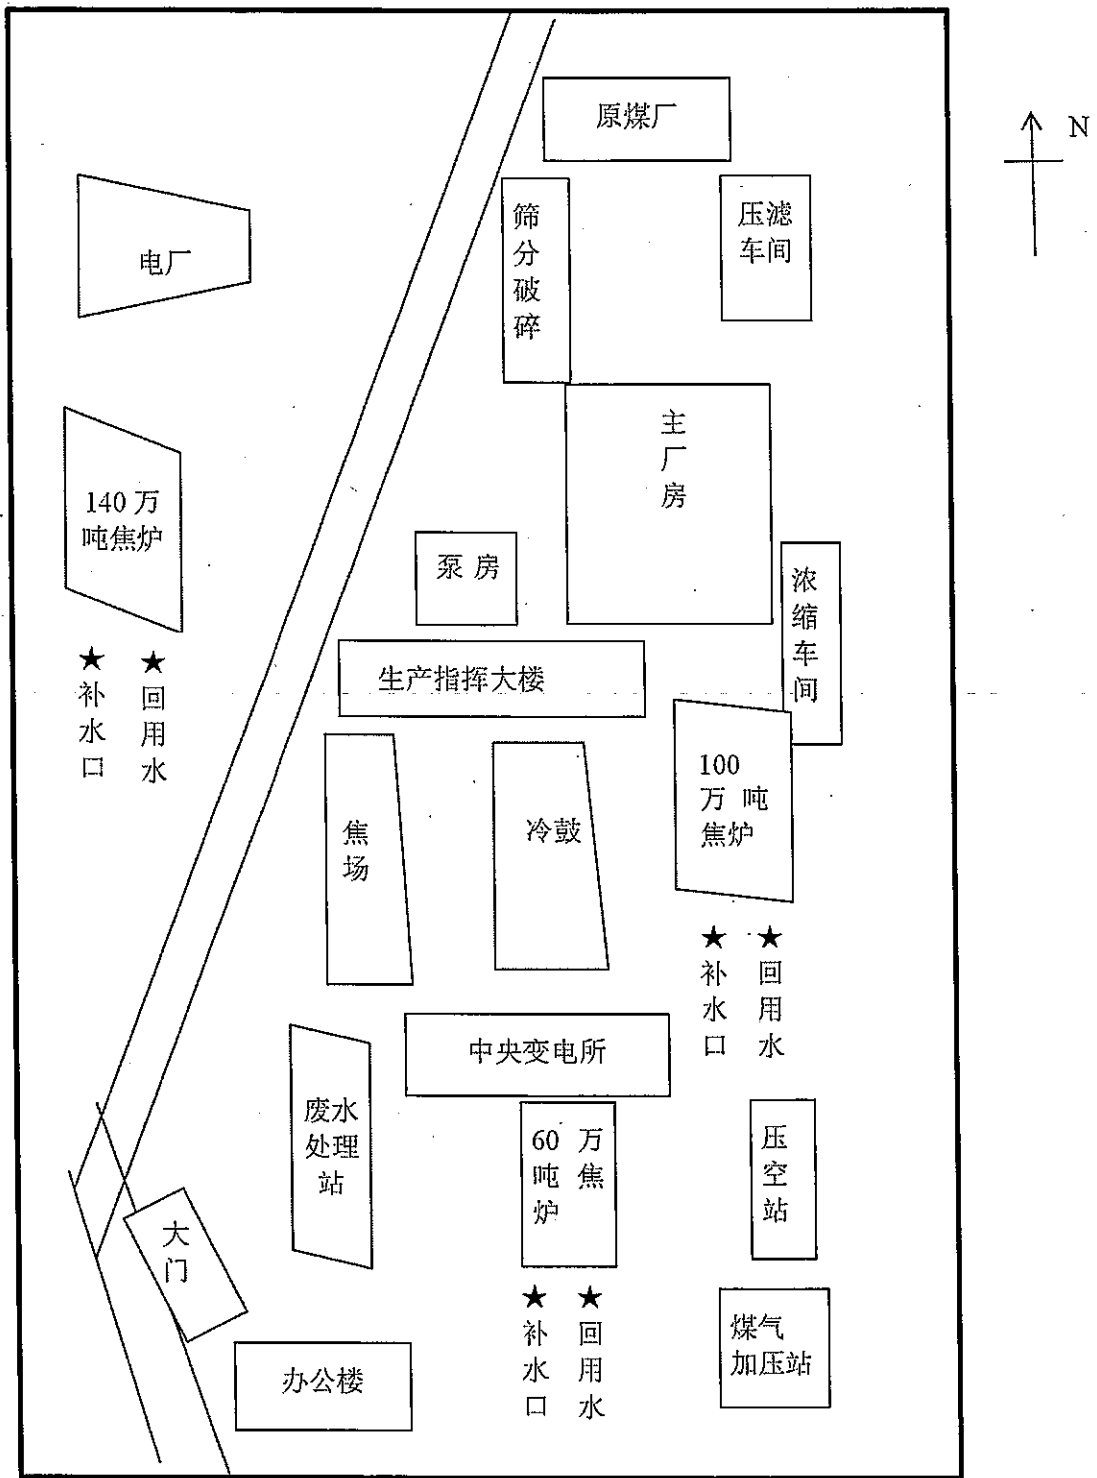 原煤厂
N
筛分破碎
压滤
车间
电厂
主厂房
140 万
吨焦炉
泵 房
浓缩车间
★ ★
补水口
回用水
生产指挥大楼
100
万 吨
焦炉
焦场
冷鼓
★ ★
补水口
回用水
中央变电所
废水
处理
站
60 万
吨 焦
炉
压空站
大门
★ ★
补水口
回用水
煤气
加压站
办公楼